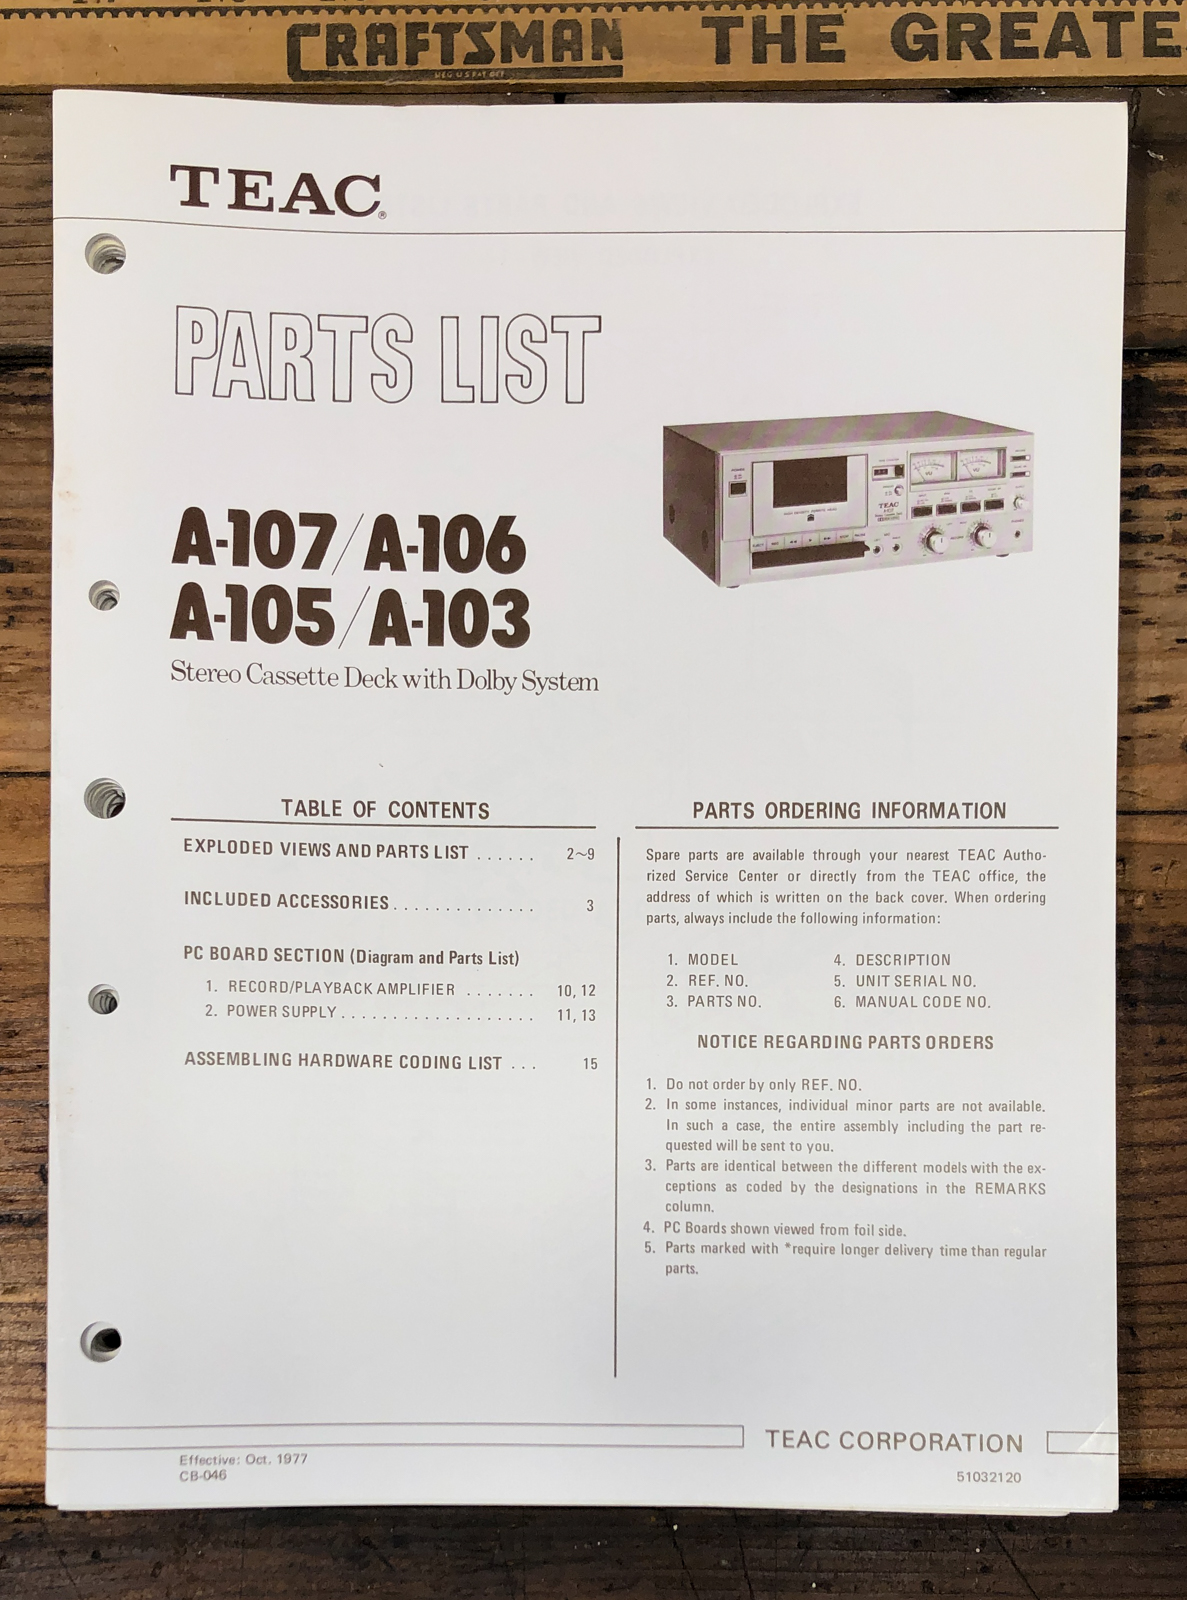 CRAFTSMAN THE GREATE
TEAC®
PARTS LIST
A-107/A-106
A-105/A-103
Stereo Cassette Deck with Dolby System
TABLE OF CONTENTS
EXPLODED VIEWS AND PARTS LIST ...... 2~9
INCLUDED ACCESSORIES.............. 3
PC BOARD SECTION (Diagram and Parts List)
1. RECORD/PLAYBACK AMPLIFIER ....... 10, 12
2. POWER SUPPLY................... 11, 13
ASSEMBLING HARDWARE CODING LIST ... 15
PARTS ORDERING INFORMATION
Spare parts are available through your nearest TEAC Autho-
rized Service Center or directly from the TEAC office, the
address of which is written on the back cover. When ordering
parts, always include the following information:
1. MODEL 4. DESCRIPTION
2. REF. NO. 5. UNIT SERIAL NO.
3. PARTS NO. 6. MANUAL CODE NO.
NOTICE REGARDING PARTS ORDERS
1. Do not order by only REF. NO.
2. In some instances, individual minor parts are not available.
In such a case, the entire assembly including the part re-
quested will be sent to you.
3. Parts are identical between the different models with the ex-
ceptions as coded by the designations in the REMARKS
column.
4. PC Boards shown viewed from foil side.
5. Parts marked with *require longer delivery time than regular
parts.
TEAC CORPORATION
Effective: Oct. 1977
CB-046
51032120